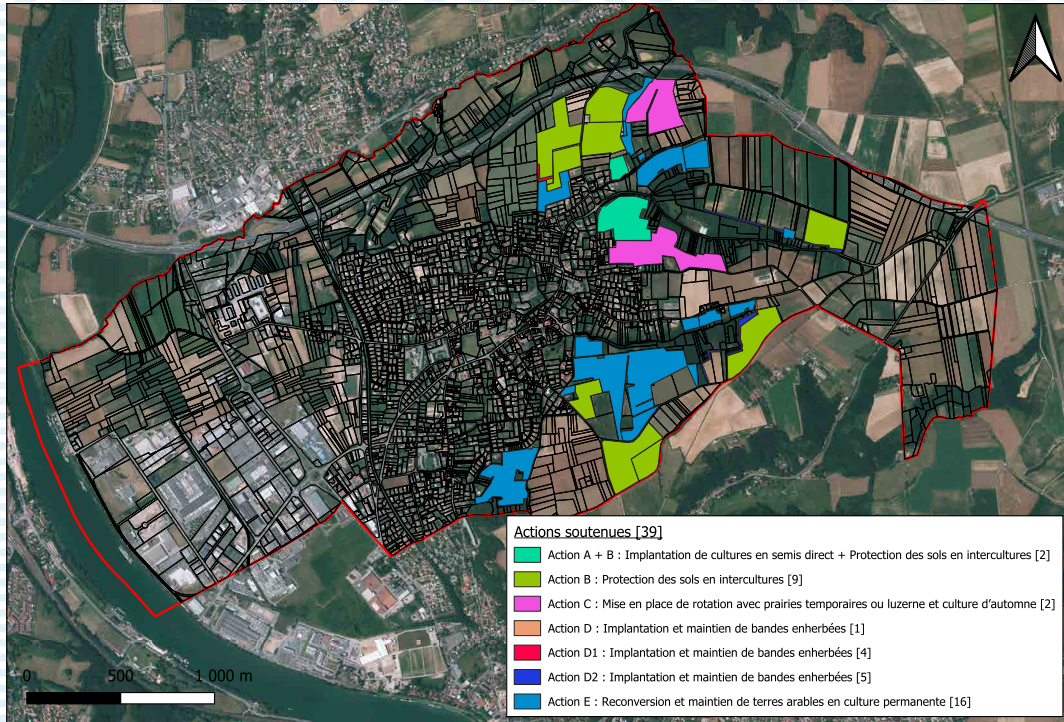 Actions soutenues [39]
Action A + B : Implantation de cultures en semis direct + Protection des sols en intercultures [2]
Action B : Protection des sols en intercultures [9]
Action C : Mise en place de rotation avec prairies temporaires ou luzerne et culture d'automne [2]
Action D : Implantation et maintien de bandes enherbées [1]
Action D1 : Implantation et maintien de bandes enherbées [4]
Action D2 : Implantation et maintien de bandes enherbées [5]
Action E : Reconversion et maintien de terres arables en culture permanente [16]
0 500 1 000 m